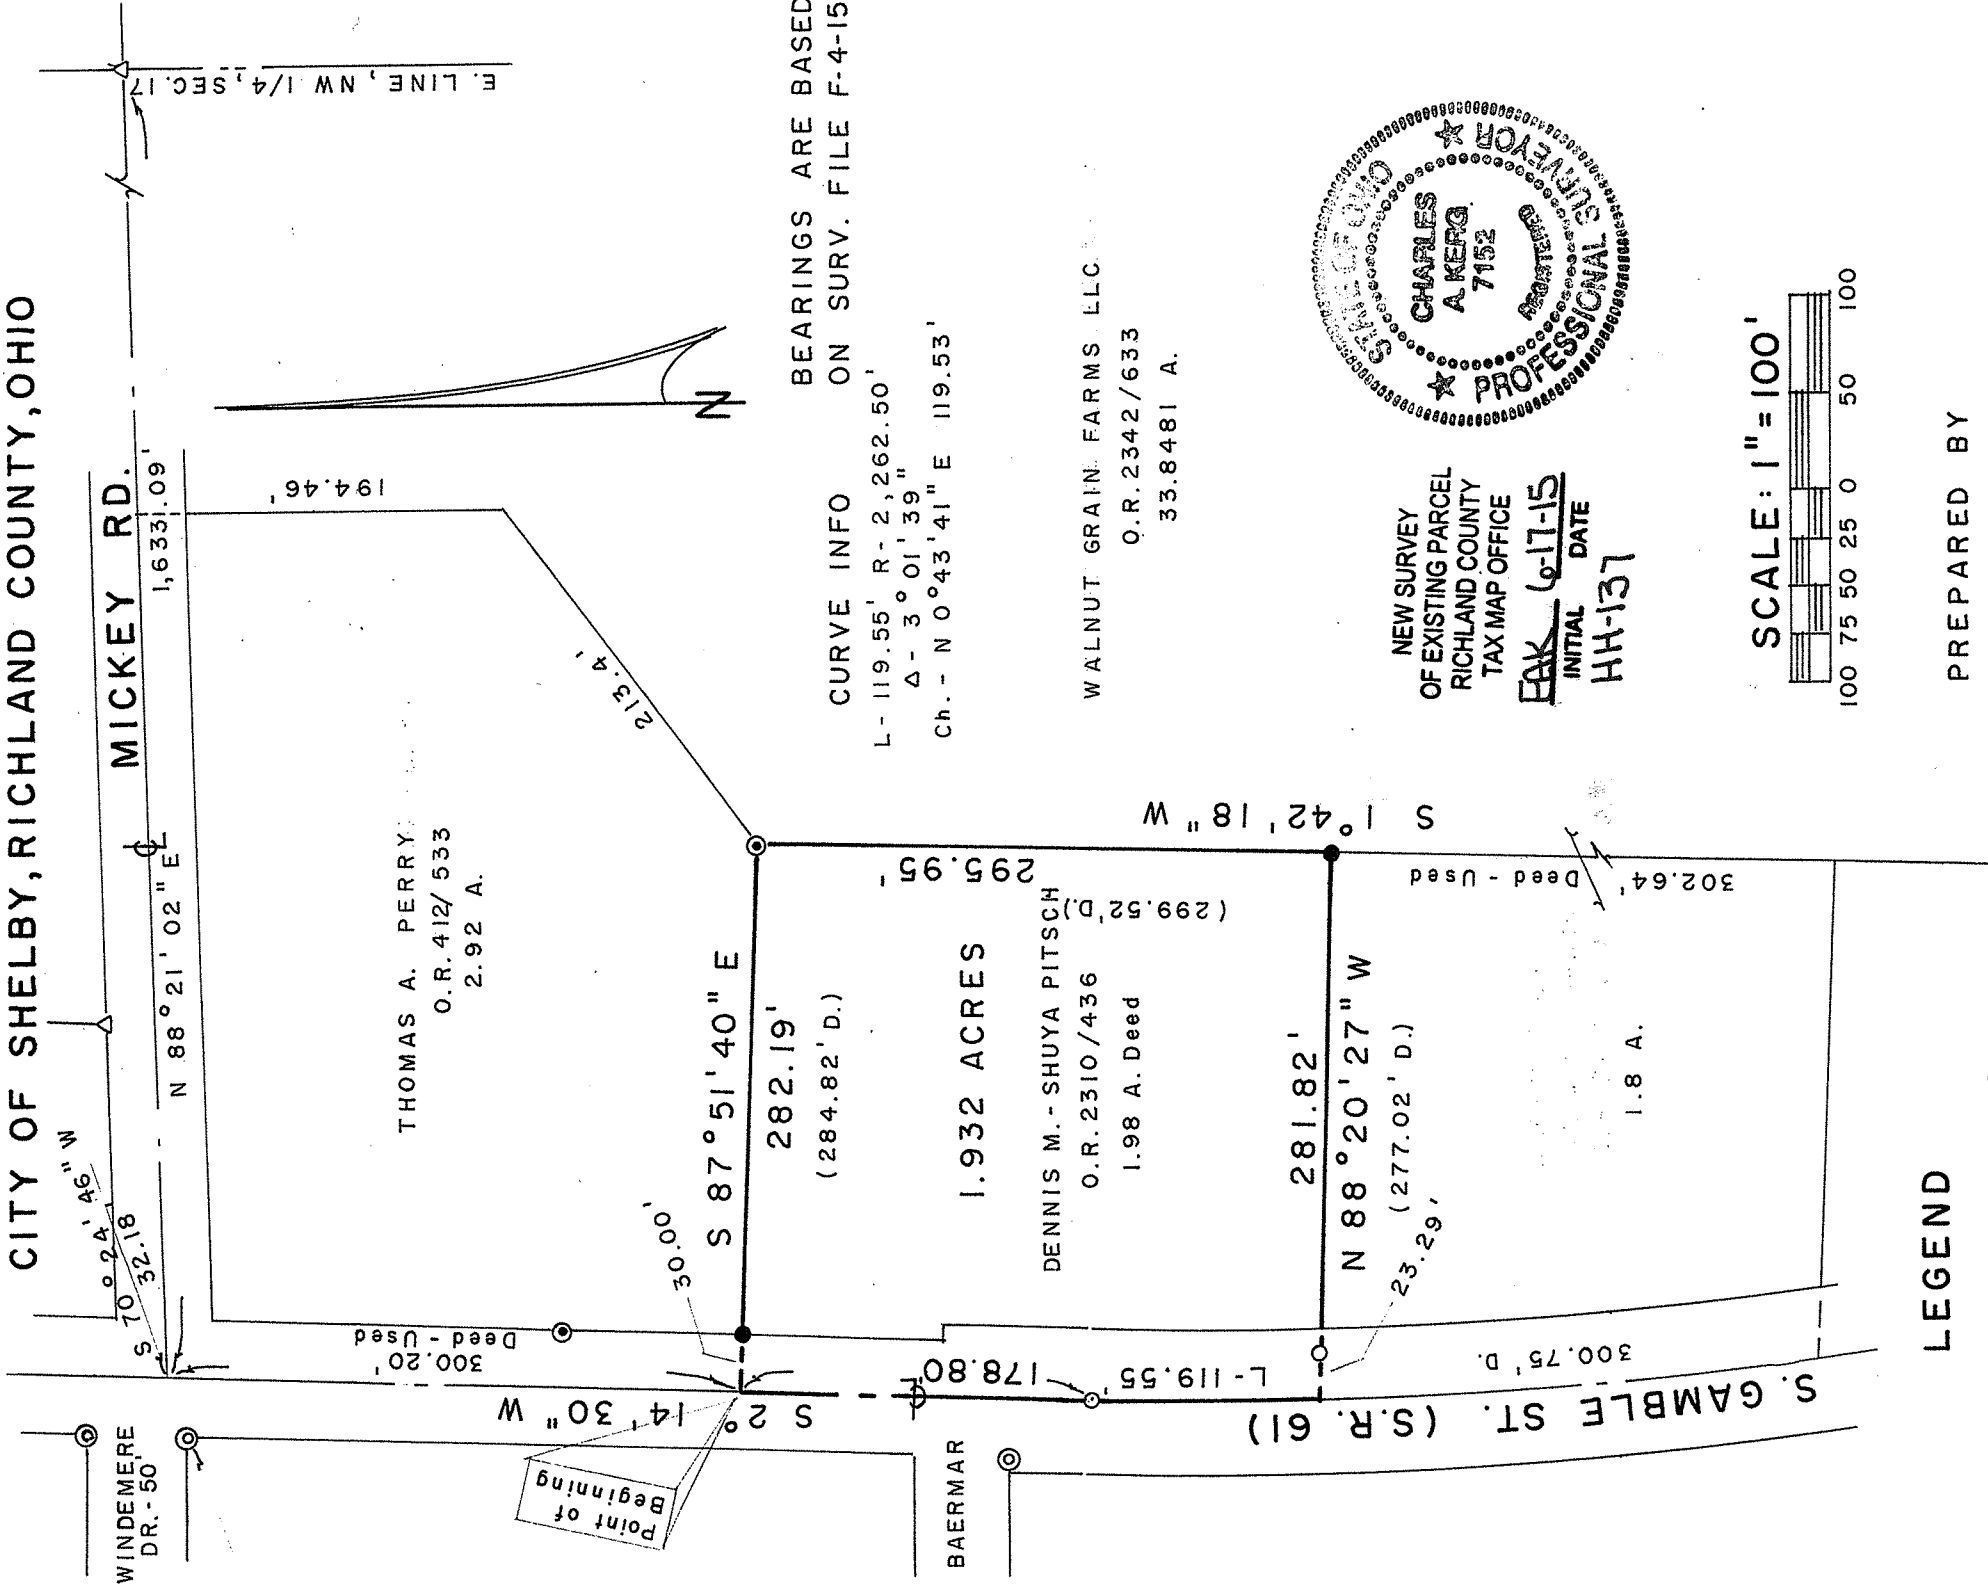 CITY OF SHELBY, RICHLAND COUNTY, OHIO
E. LINE, NW 1/4, SEC. 17
MICKEY RD.
1,633.09'
N 88° 21' 02" E
S 70° 24' 46" W
32.18
194.46'
213.4'
THOMAS A. PERRY
O.R. 412/533
2.92 A.
N
BEARINGS ARE BASED
ON SURV. FILE F-4-15
CURVE INFO
L- 119.55' R- 2,262.50'
Δ - 3° 01' 39"
Ch. - N 0°43'41" E 119.53'
WALNUT GRAIN FARMS LLC
O.R. 2342/633
33.8481 A.
WINDEMERE
DR. - 50'
300.20'
Deed - Used
30.00'
S 87° 51' 40" E
282.19'
(284.82' D.)
S 2° 14' 30" W
Point of
Beginning
178.80'
L - 119.55'
BAERMAR
S. GAMBLE ST. (S.R. 61)
1.932 ACRES
DENNIS M. - SHUYA PITSCH
O.R. 2310/436
1.98 A. Deed
295.95'
(299.52' D.)
S 1° 42' 18" W
281.82'
N 88° 20' 27" W
(277.02' D.)
23.29'
302.64'
Deed - Used
1.8 A.
300.75' D.
STATE OF OHIO
CHARLES
A. KERG
7152
REGISTERED
PROFESSIONAL SURVEYOR
NEW SURVEY
OF EXISTING PARCEL
RICHLAND COUNTY
TAX MAP OFFICE
EAK 6-17-15
INITIAL DATE
HH-137
SCALE: 1" = 100'
100 75 50 25 0 50 100
LEGEND
PREPARED BY